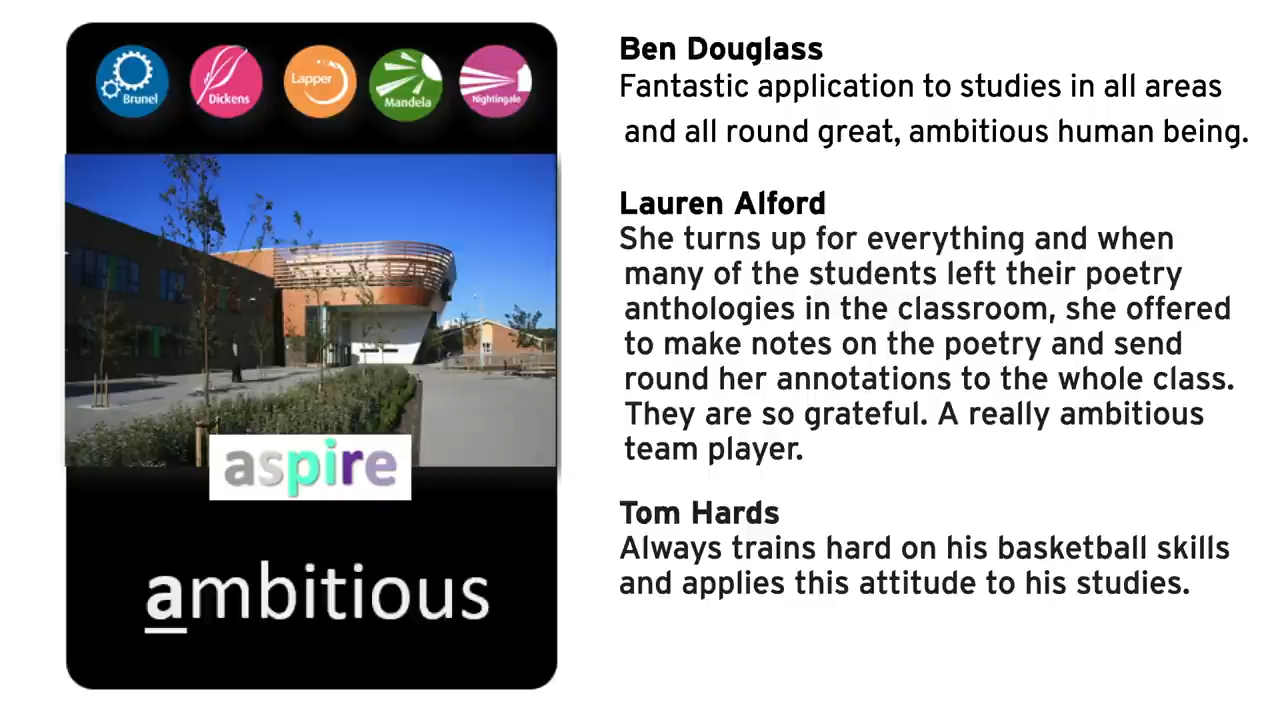 Brunel
Dickens
Lapper
Mandela
Nightingale
aspire
ambitious
Ben Douglass
Fantastic application to studies in all areas
and all round great, ambitious human being.
Lauren Alford
She turns up for everything and when
many of the students left their poetry
anthologies in the classroom, she offered
to make notes on the poetry and send
round her annotations to the whole class.
They are so grateful. A really ambitious
team player.
Tom Hards
Always trains hard on his basketball skills
and applies this attitude to his studies.